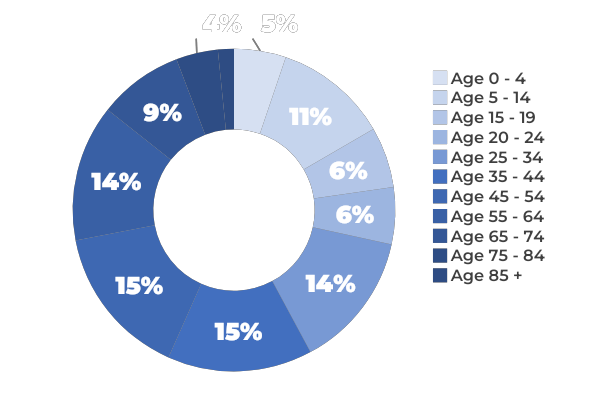 4% 5%
11%
9%
6%
14%
6%
14%
15%
15%
Age 0 - 4
Age 5 - 14
Age 15 - 19
Age 20 - 24
Age 25 - 34
Age 35 - 44
Age 45 - 54
Age 55 - 64
Age 65 - 74
Age 75 - 84
Age 85 +